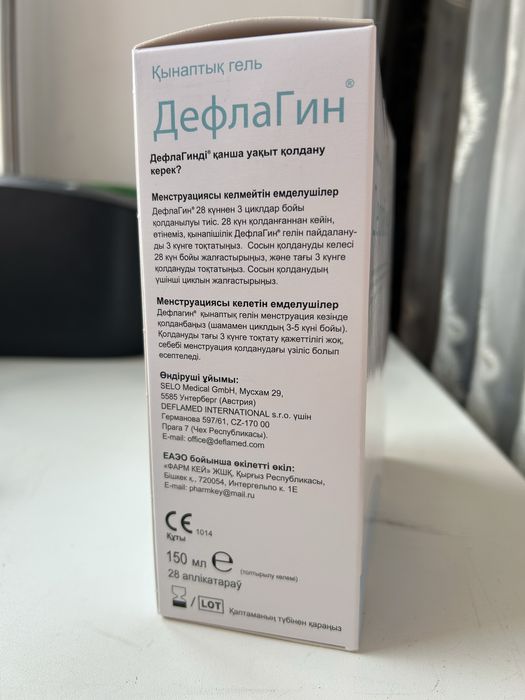 Қынаптық гель
ДефлаГин®
ДефлаГинді® қанша уақыт қолдану
керек?
Менструациясы келмейтін емделушілер
ДефлаГин® 28 күннен 3 циклдар бойы
қолданылуы тиіс. 28 күн қолданғаннан кейін,
өтінеміз, қынапішілік ДефлаГин® гелін пайдалану-
ды 3 күнге тоқтатыңыз. Сосын қолдануды келесі
28 күн бойы жалғастырыңыз, және тағы 3 күнге
қолдануды тоқтатыңыз. Сосын қолданудың
үшінші циклын жалғастырыңыз.
Менструациясы келетін емделушілер
Дефлагин® қынаптық гелін менструация кезінде
қолданбаңыз (шамамен циклдың 3-5 күні бойы).
Қолдануды тағы 3 күнге тоқтату қажеттілігі жоқ,
себебі менструация қолданудағы үзіліс болып
есептеледі.
Өндіруші ұйымы:
SELO Medical GmbH, Мусхам 29,
5585 Унтерберг (Австрия)
DEFLAMED INTERNATIONAL s.r.o. үшін
Германова 597/61, CZ-170 00
Прага 7 (Чех Республикасы).
E-mail: office@deflamed.com
ЕАЭО бойынша өкілетті өкіл:
«ФАРМ КЕЙ» ЖШҚ, Қырғыз Республикасы,
Бішкек қ., 720054, Интергельпо к. 1Е
E-mail: pharmkey@mail.ru
CE 1014
Құты
150 мл e (толтырылу көлемі)
28 аплікатараў
/ LOT Қаптаманың түбінен қараңыз